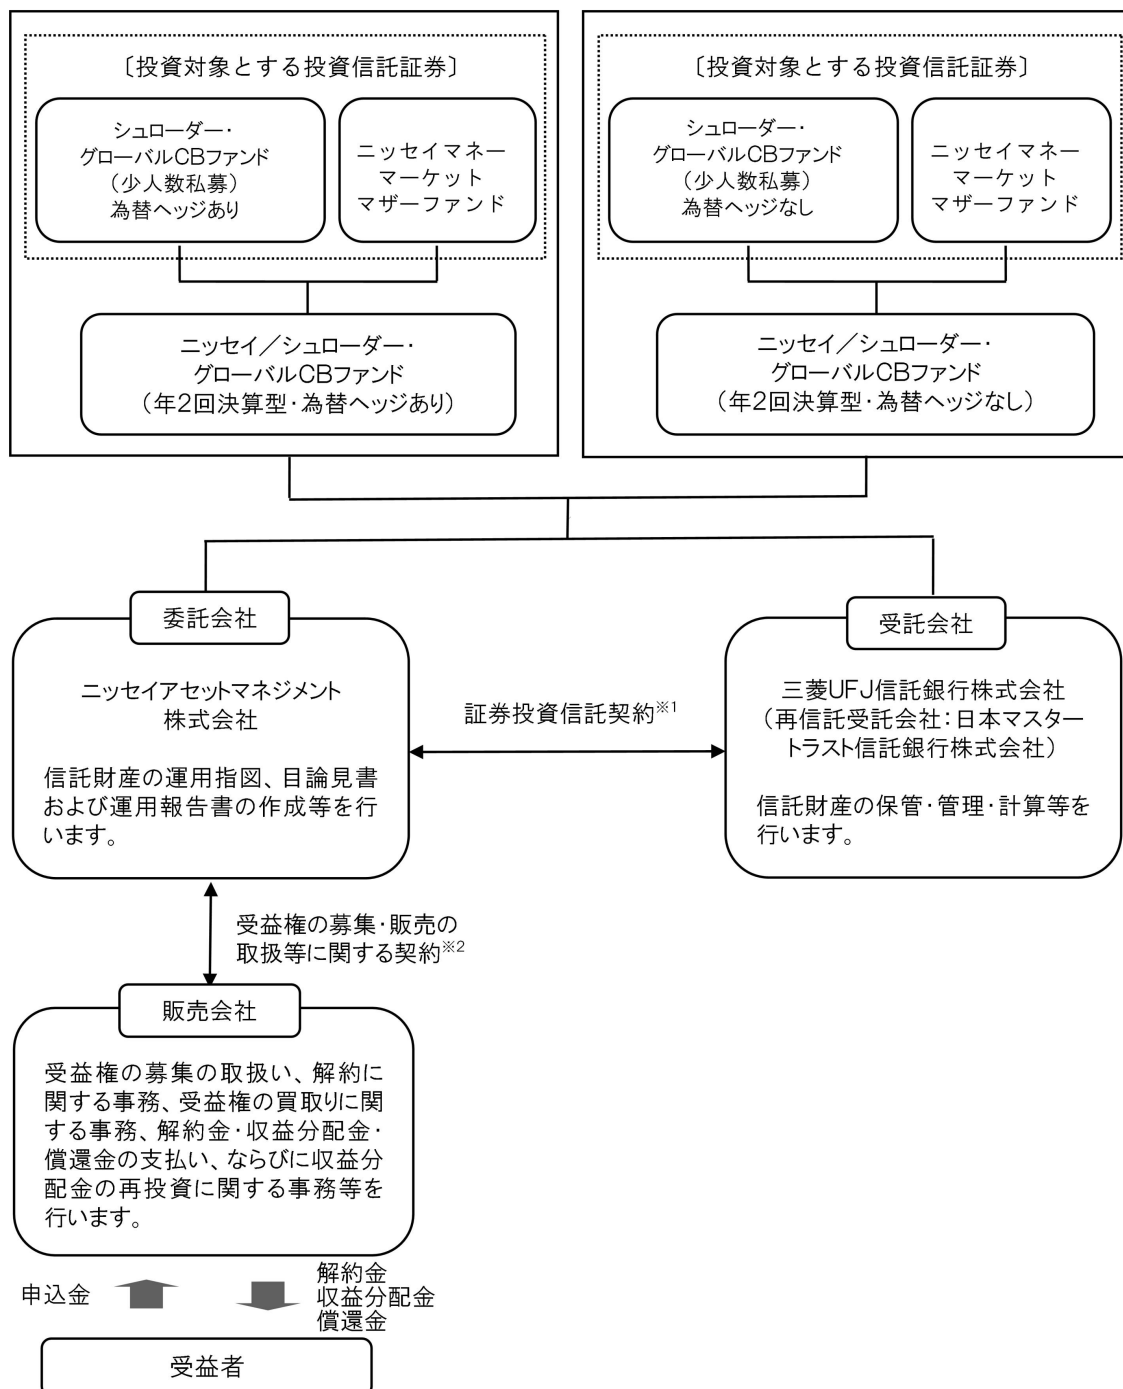 〔投資対象とする投資信託証券〕
シュローダー・
グローバルCBファンド
（少人数私募）
為替ヘッジあり
ニッセイマネー
マーケット
マザーファンド
ニッセイ／シュローダー・
グローバルCBファンド
（年2回決算型・為替ヘッジあり）
〔投資対象とする投資信託証券〕
シュローダー・
グローバルCBファンド
（少人数私募）
為替ヘッジなし
ニッセイマネー
マーケット
マザーファンド
ニッセイ／シュローダー・
グローバルCBファンド
（年2回決算型・為替ヘッジなし）
委託会社
ニッセイアセットマネジメント
株式会社
信託財産の運用指図、目論見書
および運用報告書の作成等を行
います。
証券投資信託契約※1
受託会社
三菱UFJ信託銀行株式会社
（再信託受託会社：日本マスター
トラスト信託銀行株式会社）
信託財産の保管・管理・計算等を
行います。
受益権の募集・販売の
取扱等に関する契約※2
販売会社
受益権の募集の取扱い、解約に
関する事務、受益権の買取りに関
する事務、解約金・収益分配金・
償還金の支払い、ならびに収益分
配金の再投資に関する事務等を
行います。
申込金
解約金
収益分配金
償還金
受益者